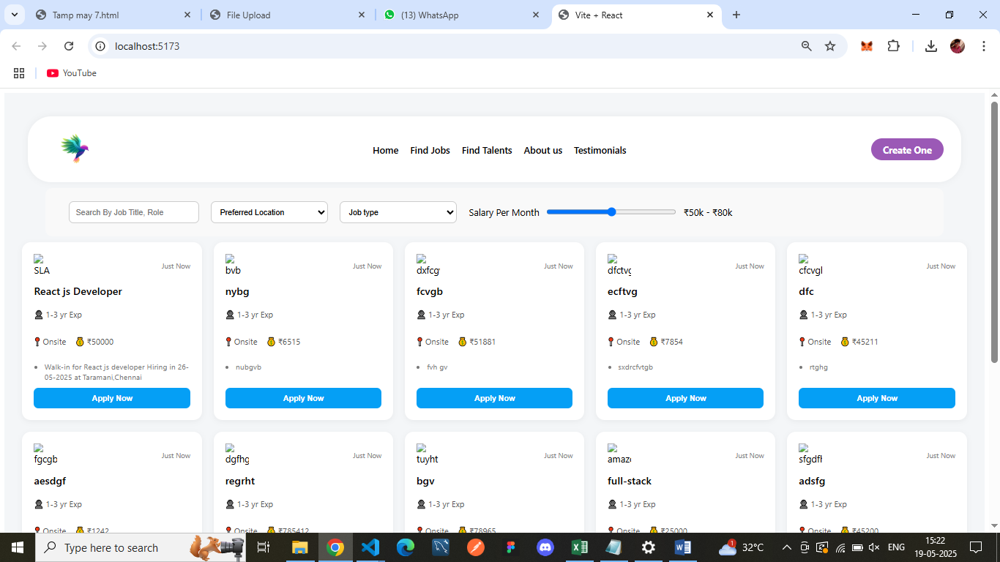 Tamp may 7.html
File Upload
(13) WhatsApp
Vite + React
localhost:5173
YouTube
Home Find Jobs Find Talents About us Testimonials
Create One
Search By Job Title, Role
Preferred Location
Job type
Salary Per Month
₹50k - ₹80k
SLA Just Now
bvb Just Now
dxfcg Just Now
dfctvg Just Now
cfcvgl Just Now
React js Developer
nybg
fcvgb
ecftvg
dfc
1-3 yr Exp
1-3 yr Exp
1-3 yr Exp
1-3 yr Exp
1-3 yr Exp
Onsite ₹50000
Onsite ₹6515
Onsite ₹51881
Onsite ₹7854
Onsite ₹45211
• Walk-in for React js developer Hiring in 26-
05-2025 at Taramani,Chennai
• nubgvb
• fvh gv
• sxdrcfvtgb
• rtghg
Apply Now
Apply Now
Apply Now
Apply Now
Apply Now
fgcgb Just Now
dgfhg Just Now
tuyht Just Now
amaz Just Now
Just Now
aesdgf
regrht
bgv
full-stack
adsfg
1-3 yr Exp
1-3 yr Exp
1-3 yr Exp
1-3 yr Exp
1-3 yr Exp
Onsite ₹1242
Onsite ₹785412
Onsite ₹78965
Onsite ₹25000
Onsite ₹45200
Type here to search
1
32°C
ENG
15:22
19-05-2025